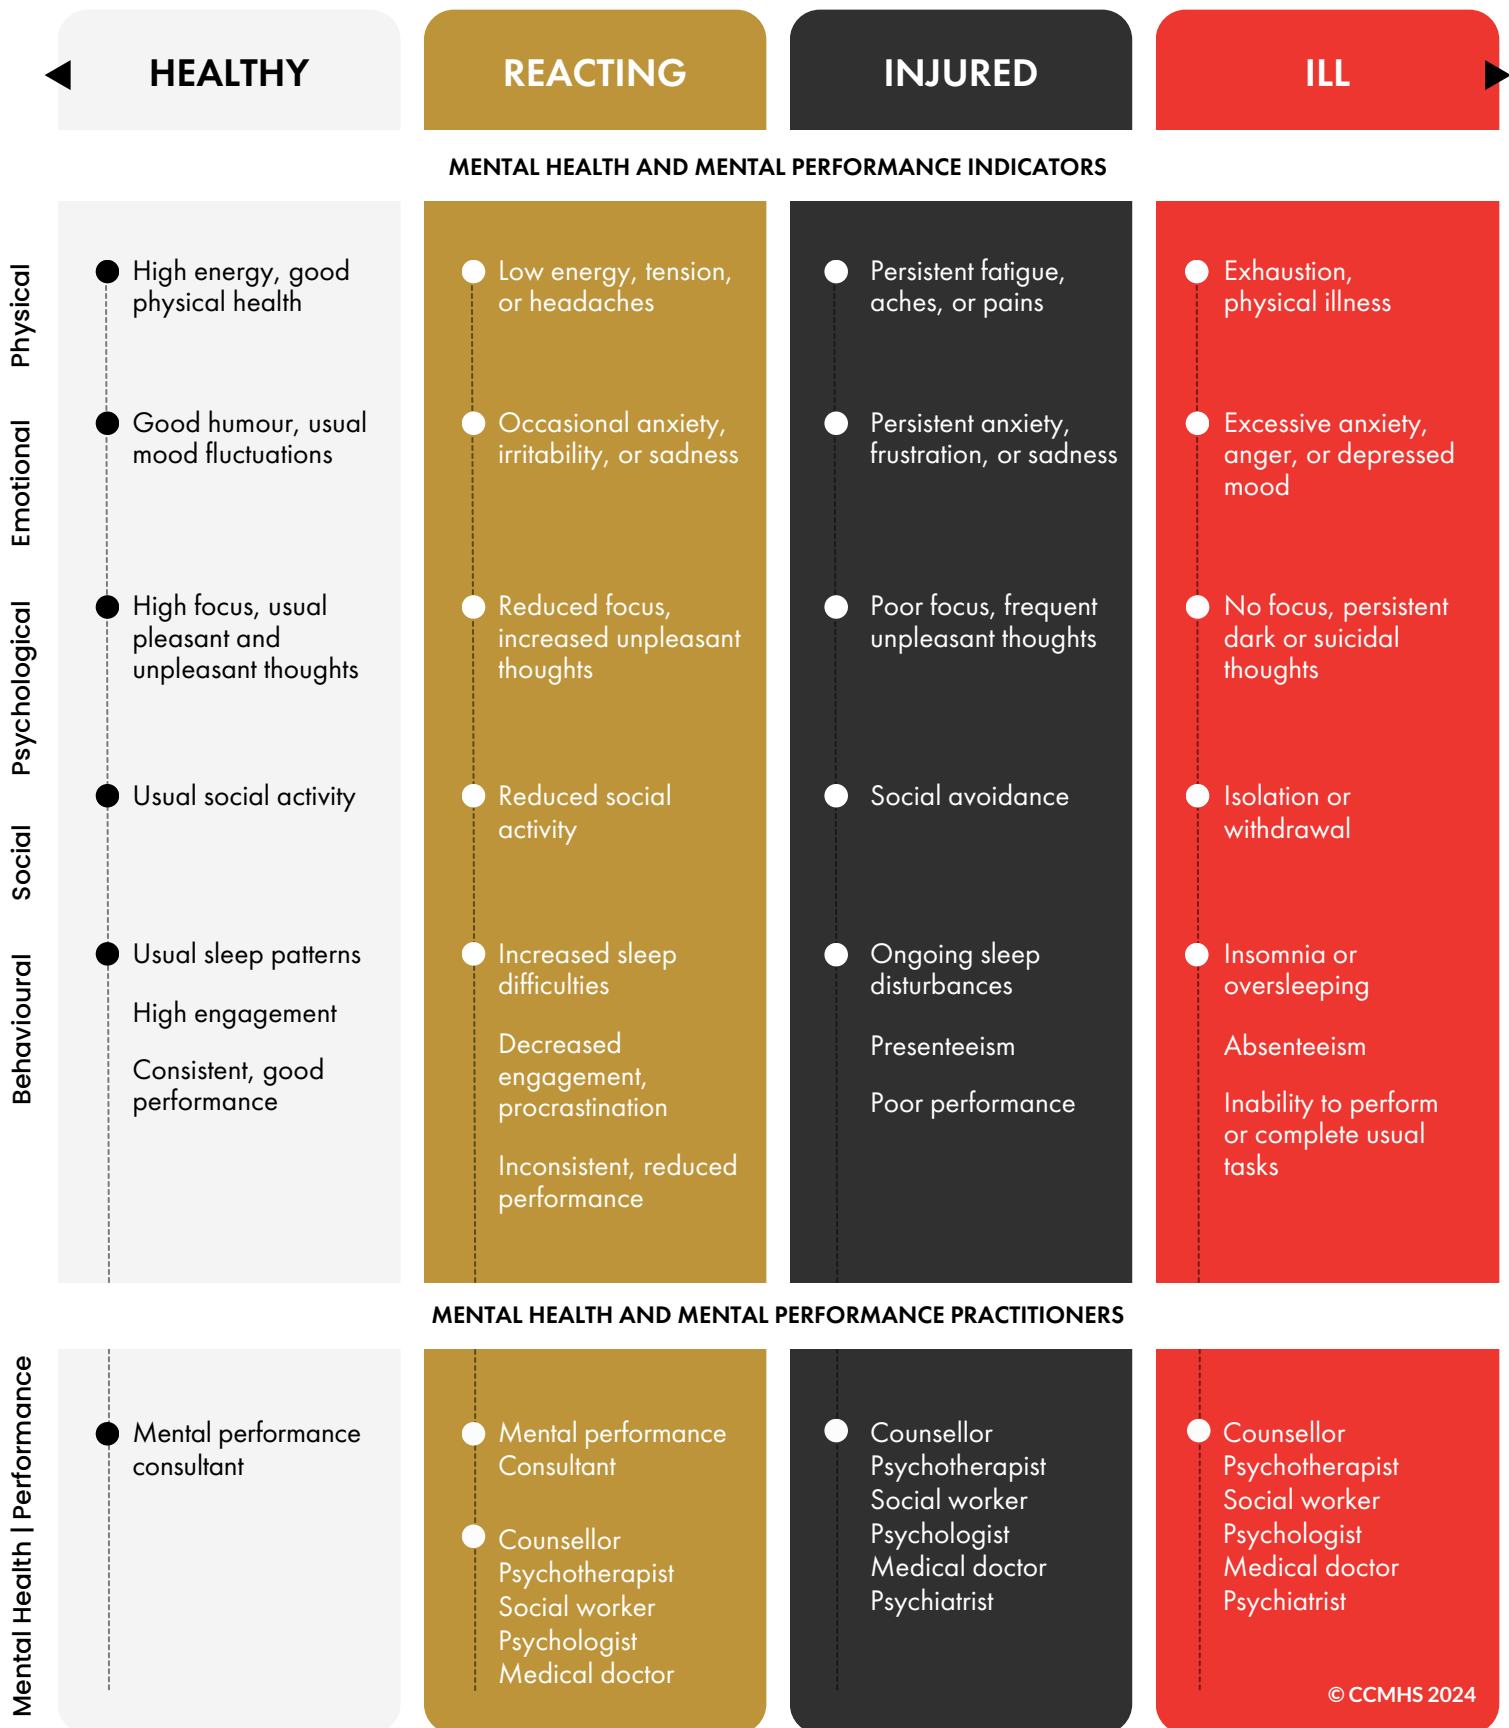 HEALTHY
REACTING
INJURED
ILL
MENTAL HEALTH AND MENTAL PERFORMANCE INDICATORS
Physical
High energy, good
physical health
Low energy, tension,
or headaches
Persistent fatigue,
aches, or pains
Exhaustion,
physical illness
Emotional
Good humour, usual
mood fluctuations
Occasional anxiety,
irritability, or sadness
Persistent anxiety,
frustration, or sadness
Excessive anxiety,
anger, or depressed
mood
Psychological
High focus, usual
pleasant and
unpleasant thoughts
Reduced focus,
increased unpleasant
thoughts
Poor focus, frequent
unpleasant thoughts
No focus, persistent
dark or suicidal
thoughts
Social
Usual social activity
Reduced social
activity
Social avoidance
Isolation or
withdrawal
Behavioural
Usual sleep patterns
High engagement
Consistent, good
performance
Increased sleep
difficulties
Decreased
engagement,
procrastination
Inconsistent, reduced
performance
Ongoing sleep
disturbances
Presenteeism
Poor performance
Insomnia or
oversleeping
Absenteeism
Inability to perform
or complete usual
tasks
MENTAL HEALTH AND MENTAL PERFORMANCE PRACTITIONERS
Mental Health | Performance
Mental performance
consultant
Mental performance
Consultant
Counsellor
Psychotherapist
Social worker
Psychologist
Medical doctor
Counsellor
Psychotherapist
Social worker
Psychologist
Medical doctor
Psychiatrist
Counsellor
Psychotherapist
Social worker
Psychologist
Medical doctor
Psychiatrist
© CCMHS 2024